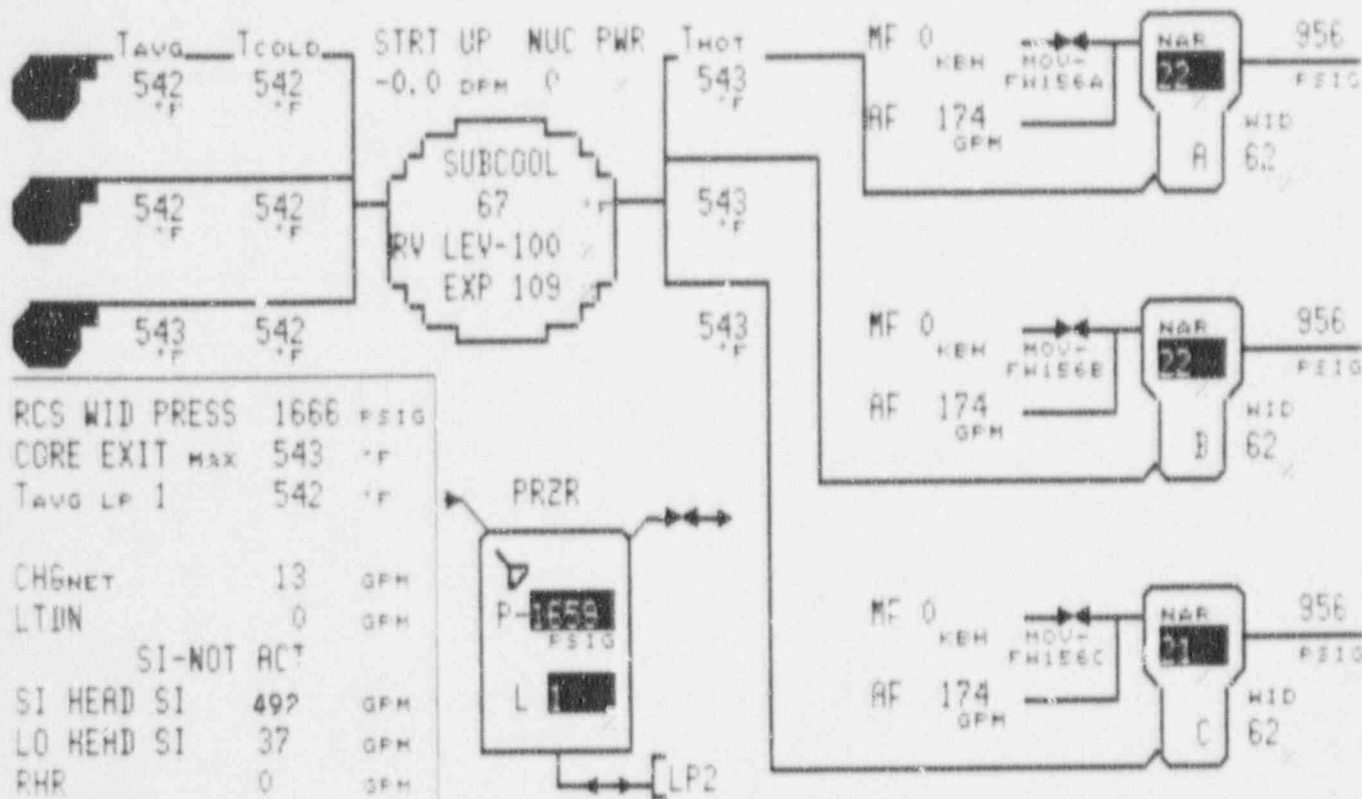 TAVG TCOLD STRT UP NUC PWR THOT
542 °F 542 °F -0.0 DPM 0 % 543 °F
542 °F 542 °F 543 °F
543 °F 542 °F 543 °F
SUBCOOL
67 °F
RV LEV-100 %
EXP 109
MF 0 KBH MOV-FW156A
AF 174 GPM
NAR 22 %
956 PSIG
A WID 62 %
MF 0 KBH MOV-FW156B
AF 174 GPM
NAR 22 %
956 PSIG
B WID 62 %
MF 0 KBH MOV-FW156C
AF 174 GPM
NAR 21 %
956 PSIG
C WID 62 %
RCS WID PRESS 1666 PSIG
CORE EXIT MAX 543 °F
TAVG LP 1 542 °F
CHGNET 13 GPM
LTDN 0 GPM
SI-NOT ACT
SI HEAD SI 492 GPM
LO HEAD SI 37 GPM
RHR 0 GPM
PRZR
P-1659 PSIG
L 1 %
LP2